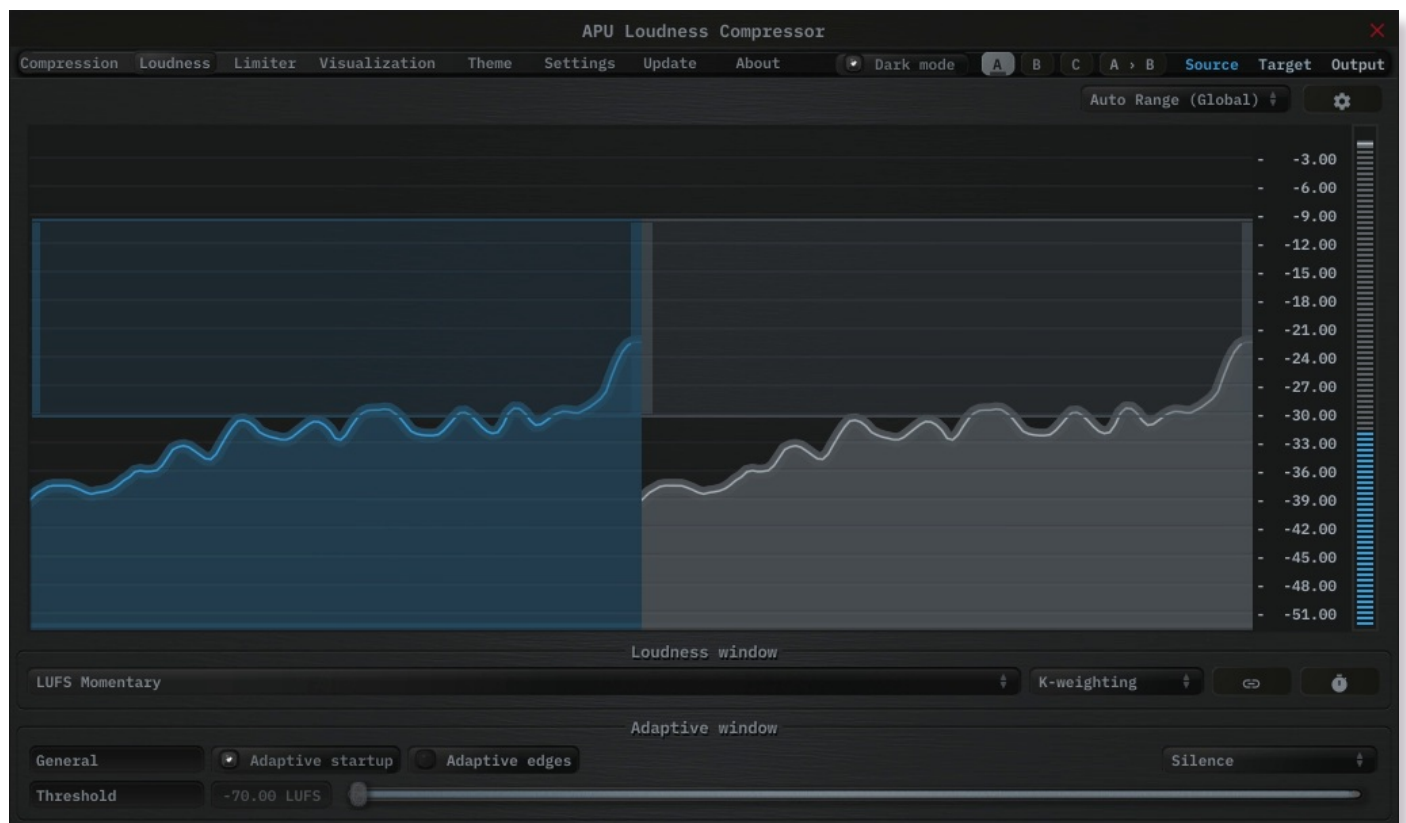 APU Loudness Compressor
Compression Loudness Limiter Visualization Theme Settings Update About Dark mode A B C A › B Source Target Output
Auto Range (Global)
- -3.00
- -6.00
- -9.00
- -12.00
- -15.00
- -18.00
- -21.00
- -24.00
- -27.00
- -30.00
- -33.00
- -36.00
- -39.00
- -42.00
- -45.00
- -48.00
- -51.00
Loudness window
LUFS Momentary K-weighting
Adaptive window
General Adaptive startup Adaptive edges Silence
Threshold -70.00 LUFS